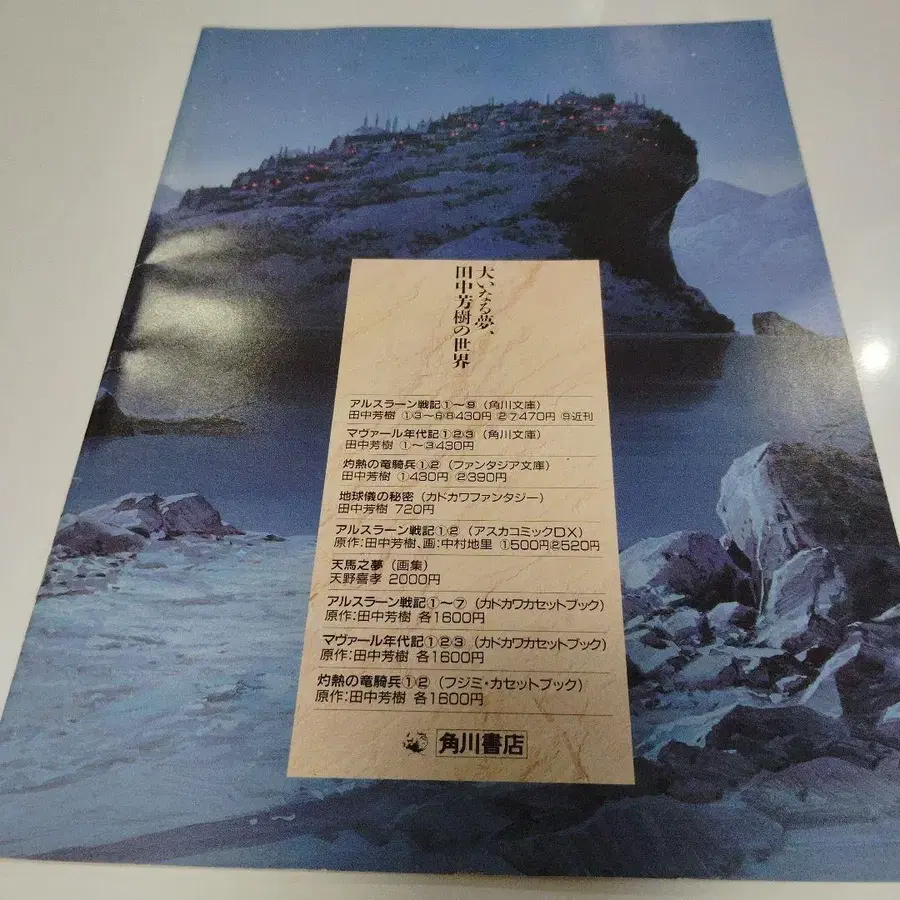 大いなる夢、
田中芳樹の世界
アルスラーン戦記①〜⑨（角川文庫）
田中芳樹 ①③〜⑥⑧430円 ②⑦470円 ⑨近刊
マヴァール年代記①②③（角川文庫）
田中芳樹 ①〜③430円
灼熱の竜騎兵①②（ファンタジア文庫）
田中芳樹 ①430円 ②390円
地球儀の秘密（カドカワファンタジー）
田中芳樹 720円
アルスラーン戦記①②（アスカコミックDX）
原作：田中芳樹、画：中村地里 ①500円②520円
天馬之夢（画集）
天野喜孝 2000円
アルスラーン戦記①〜⑦（カドカワカセットブック）
原作：田中芳樹 各1600円
マヴァール年代記①②③（カドカワカセットブック）
原作：田中芳樹 各1600円
灼熱の竜騎兵①②（フジミ・カセットブック）
原作：田中芳樹 各1600円
角川書店